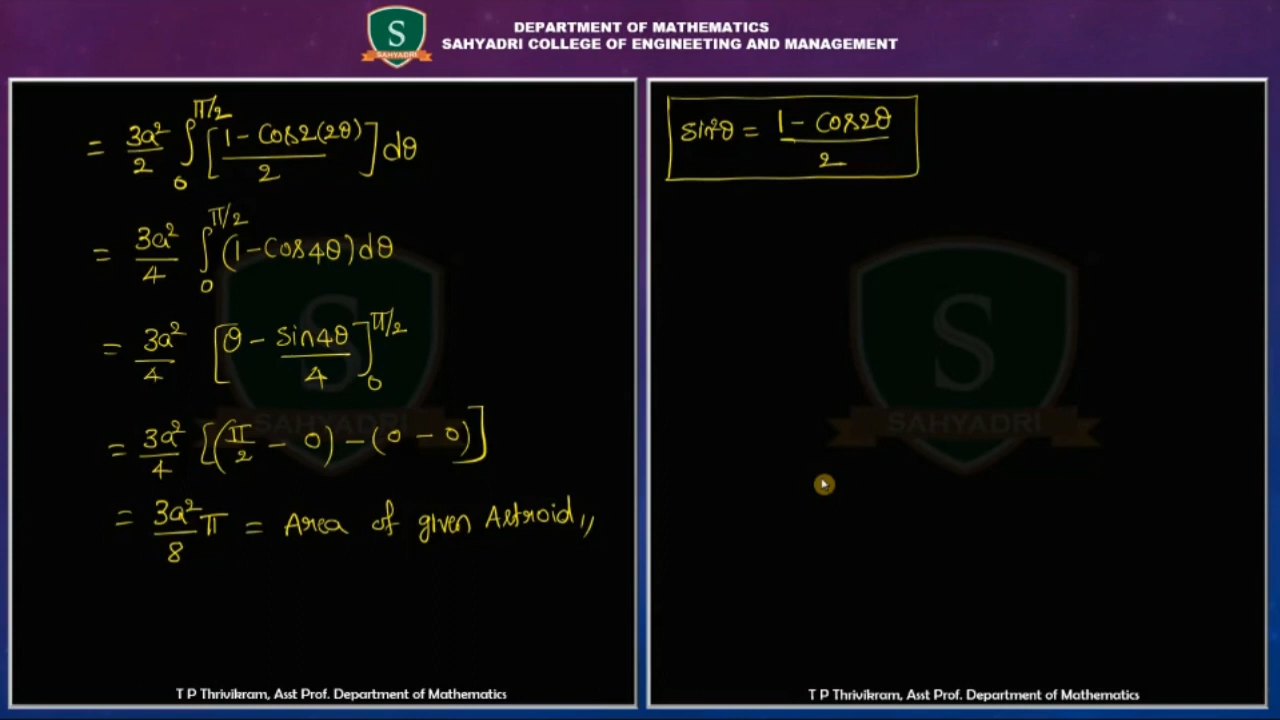 DEPARTMENT OF MATHEMATICS
SAHYADRI COLLEGE OF ENGINEETING AND MANAGEMENT
S
SAHYADRI
= 3a²/2 ∫₀^{π/2} [(1 - Cos2(2θ))/2] dθ
= 3a²/4 ∫₀^{π/2} (1 - Cos4θ) dθ
= 3a²/4 [θ - Sin4θ/4]₀^{π/2}
= 3a²/4 [(π/2 - 0) - (0 - 0)]
= 3a²/8 π = Area of given Astroid,,
S
SAHYADRI
T P Thrivikram, Asst Prof. Department of Mathematics
Sin²θ = (1 - Cos2θ)/2
S
SAHYADRI
T P Thrivikram, Asst Prof. Department of Mathematics